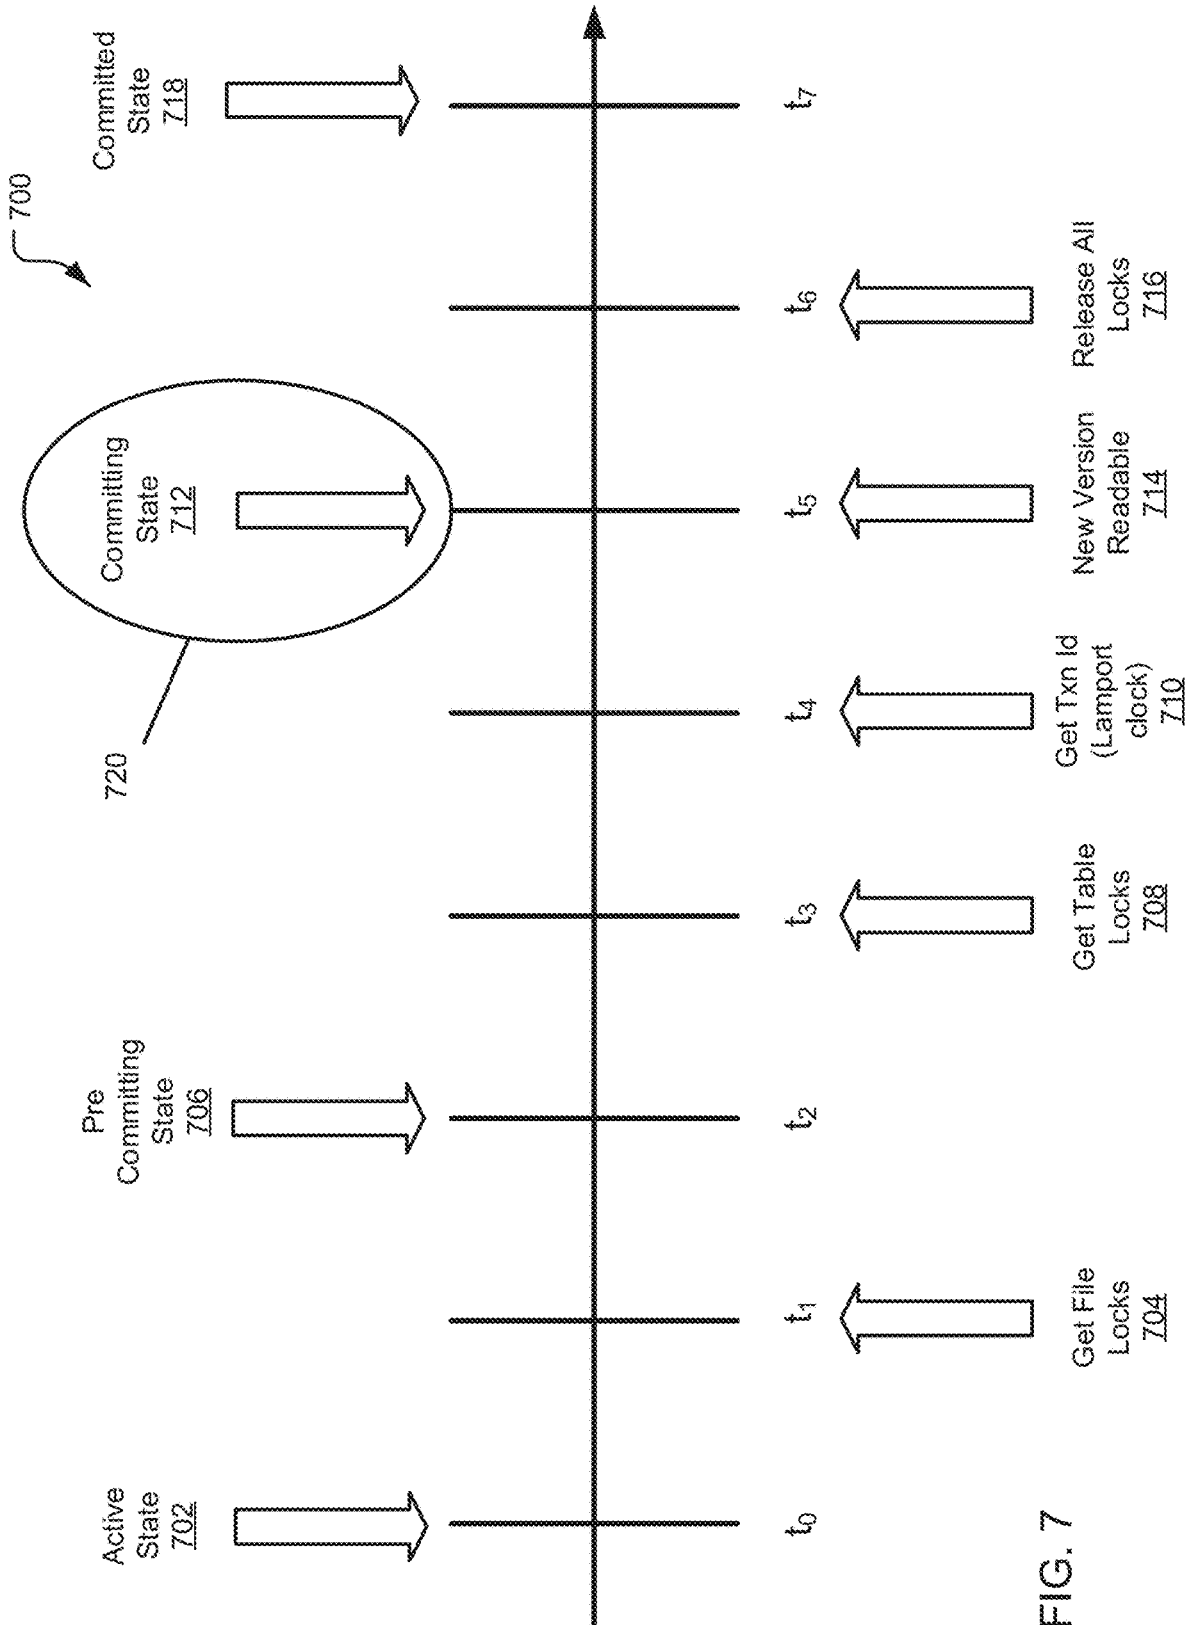 700
Active
State
702
Pre
Committing
State
706
Committing
State
712
Committed
State
718
720
t0
t1
t2
t3
t4
t5
t6
t7
Get File
Locks
704
Get Table
Locks
708
Get Txn Id
(Lamport
clock)
710
New Version
Readable
714
Release All
Locks
716
FIG. 7